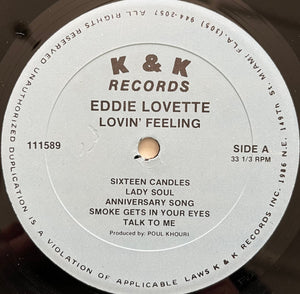 K & K
RECORDS
EDDIE LOVETTE
LOVIN' FEELING
111589
SIDE A
33 1/3 RPM
SIXTEEN CANDLES
LADY SOUL
ANNIVERSARY SONG
SMOKE GETS IN YOUR EYES
TALK TO ME
Produced by: POUL KHOURI
ALL RIGHTS RESERVED UNAUTHORIZED DUPLICATION IS A VIOLATION OF APPLICABLE LAWS K & K RECORDS INC. 1986 N.E. ST. MIAMI FLA. (305) 944-2057